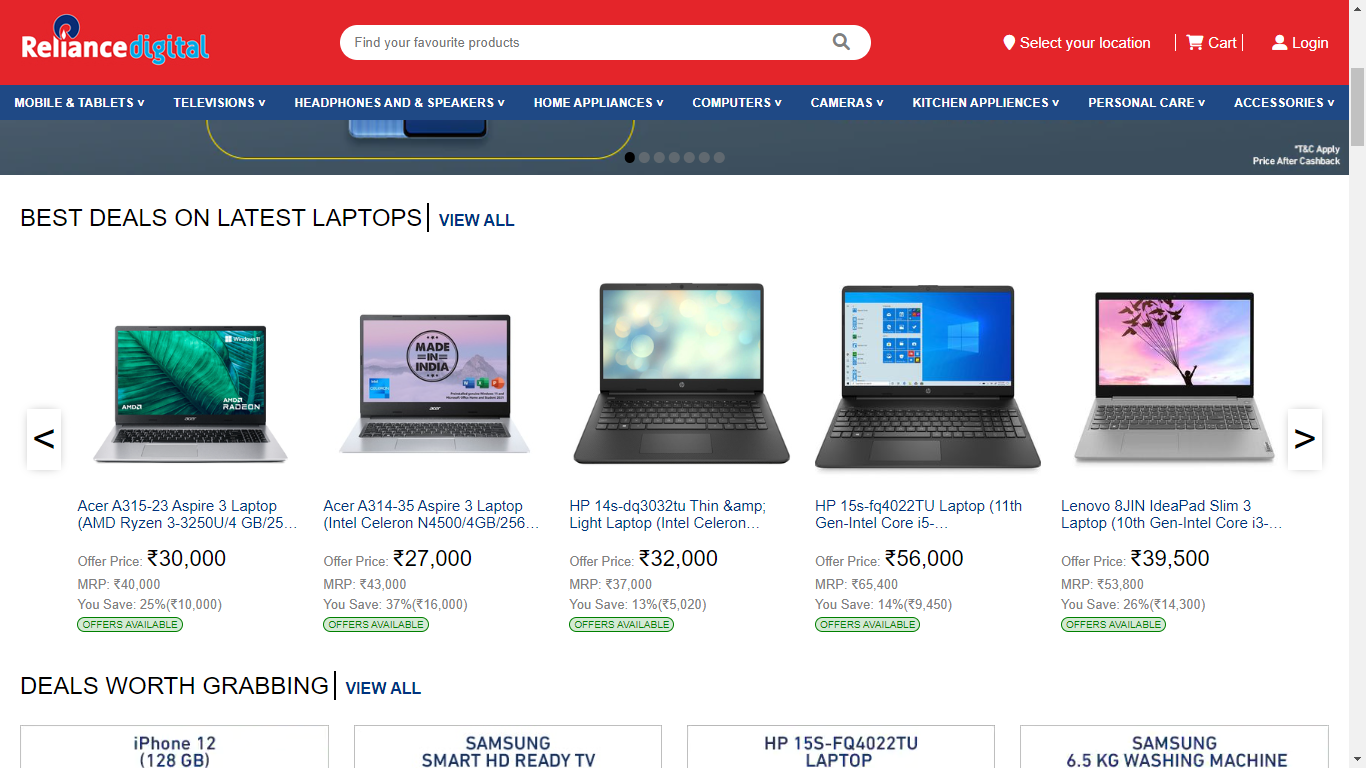 Reliance digital
Find your favourite products
Select your location
Cart
Login
MOBILE & TABLETS v TELEVISIONS v HEADPHONES AND & SPEAKERS v HOME APPLIANCES v COMPUTERS v CAMERAS v KITCHEN APPLIENCES v PERSONAL CARE v ACCESSORIES v
*T&C Apply
Price After Cashback
BEST DEALS ON LATEST LAPTOPS VIEW ALL
<
Windows 11
AMD
AMD
RADEON
acer
MADE
IN
INDIA
acer
hp
>
Acer A315-23 Aspire 3 Laptop
(AMD Ryzen 3-3250U/4 GB/25...
Offer Price: ₹30,000
MRP: ₹40,000
You Save: 25%(₹10,000)
OFFERS AVAILABLE
Acer A314-35 Aspire 3 Laptop
(Intel Celeron N4500/4GB/256...
Offer Price: ₹27,000
MRP: ₹43,000
You Save: 37%(₹16,000)
OFFERS AVAILABLE
HP 14s-dq3032tu Thin &amp;
Light Laptop (Intel Celeron...
Offer Price: ₹32,000
MRP: ₹37,000
You Save: 13%(₹5,020)
OFFERS AVAILABLE
HP 15s-fq4022TU Laptop (11th
Gen-Intel Core i5-...
Offer Price: ₹56,000
MRP: ₹65,400
You Save: 14%(₹9,450)
OFFERS AVAILABLE
Lenovo 8JIN IdeaPad Slim 3
Laptop (10th Gen-Intel Core i3-...
Offer Price: ₹39,500
MRP: ₹53,800
You Save: 26%(₹14,300)
OFFERS AVAILABLE
DEALS WORTH GRABBING VIEW ALL
iPhone 12
(128 GB)
SAMSUNG
SMART HD READY TV
HP 15S-FQ4022TU
LAPTOP
SAMSUNG
6.5 KG WASHING MACHINE